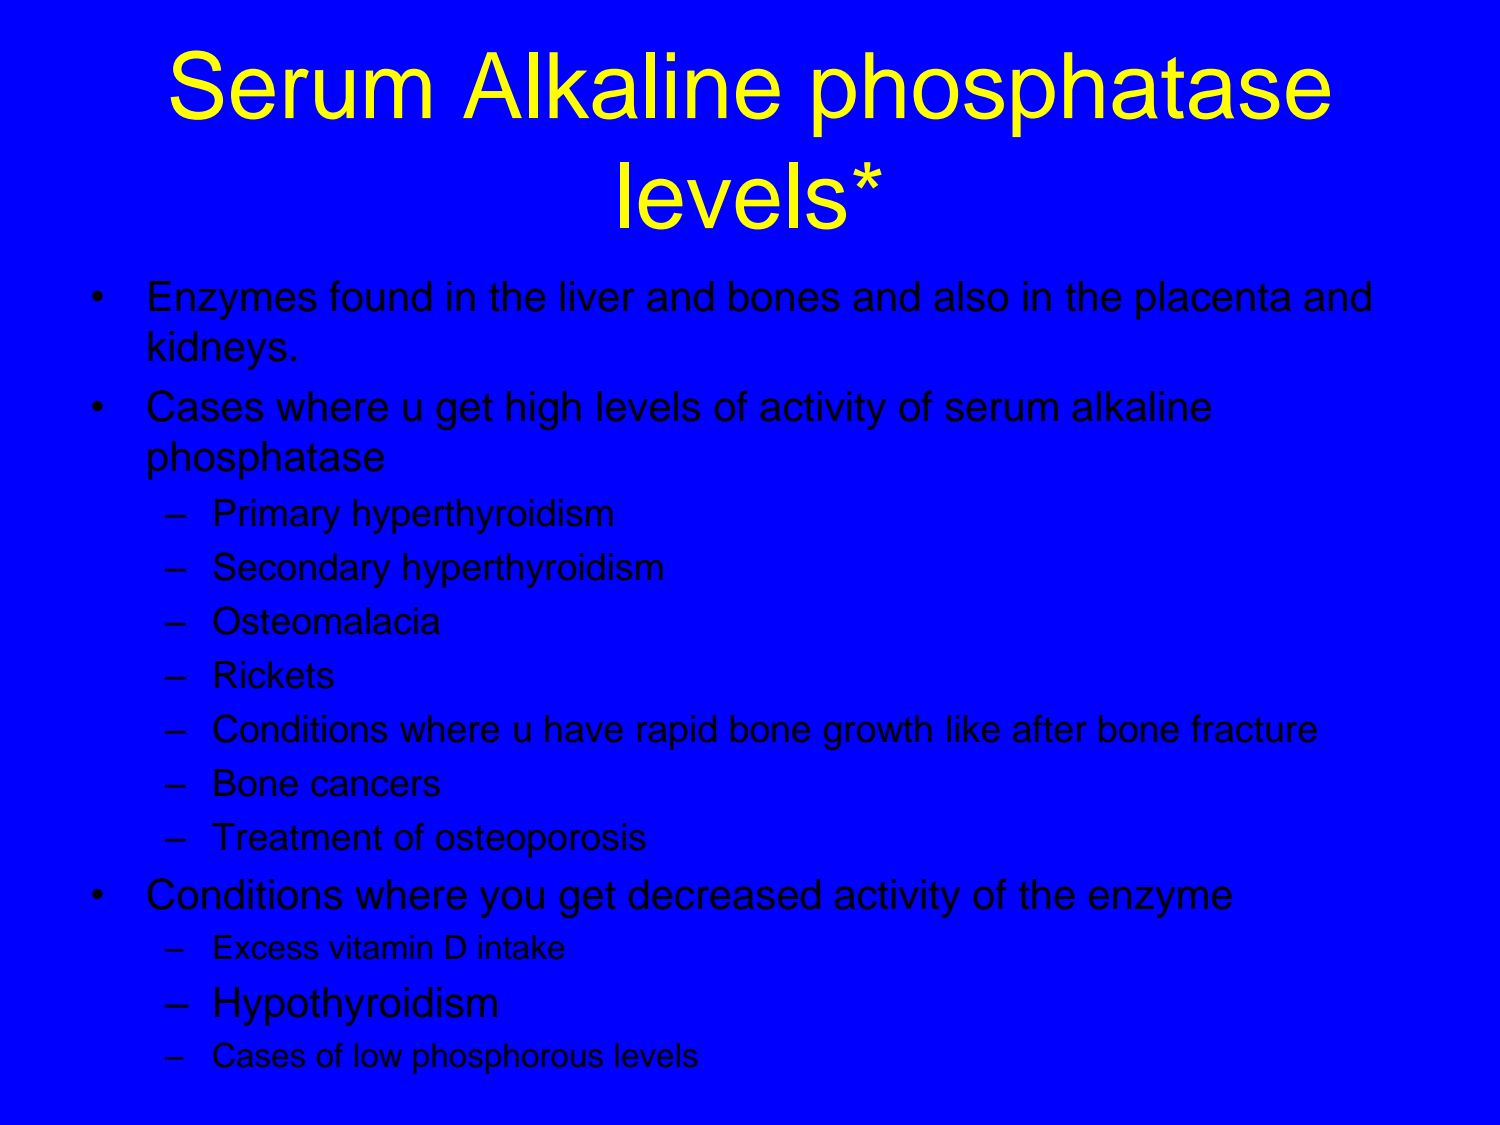 Serum Alkaline phosphatase
levels*
• Enzymes found in the liver and bones and also in the placenta and
kidneys.
• Cases where u get high levels of activity of serum alkaline
phosphatase
– Primary hyperthyroidism
– Secondary hyperthyroidism
– Osteomalacia
– Rickets
– Conditions where u have rapid bone growth like after bone fracture
– Bone cancers
– Treatment of osteoporosis
• Conditions where you get decreased activity of the enzyme
– Excess vitamin D intake
– Hypothyroidism
– Cases of low phosphorous levels